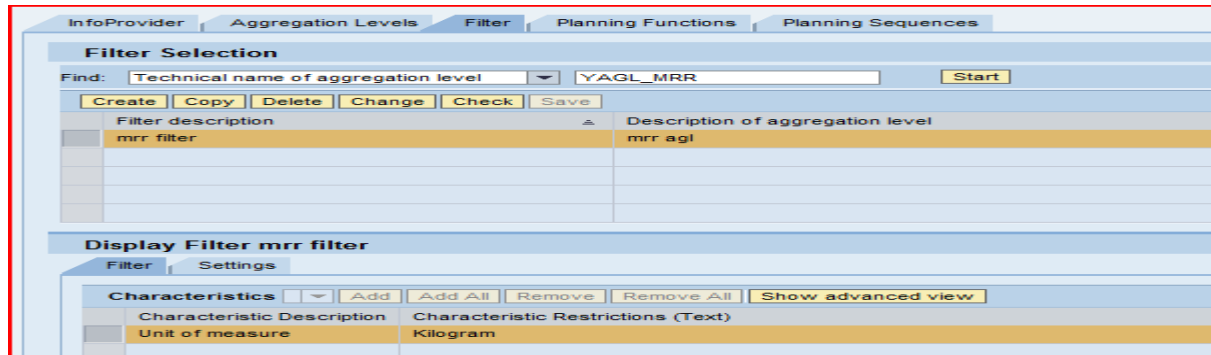 InfoProvider Aggregation Levels Filter Planning Functions Planning Sequences
Filter Selection
Find: Technical name of aggregation level YAGL_MRR Start
Create Copy Delete Change Check Save
Filter description Description of aggregation level
mrr filter mrr agl
Display Filter mrr filter
Filter Settings
Characteristics Add Add All Remove Remove All Show advanced view
Characteristic Description Characteristic Restrictions (Text)
Unit of measure Kilogram